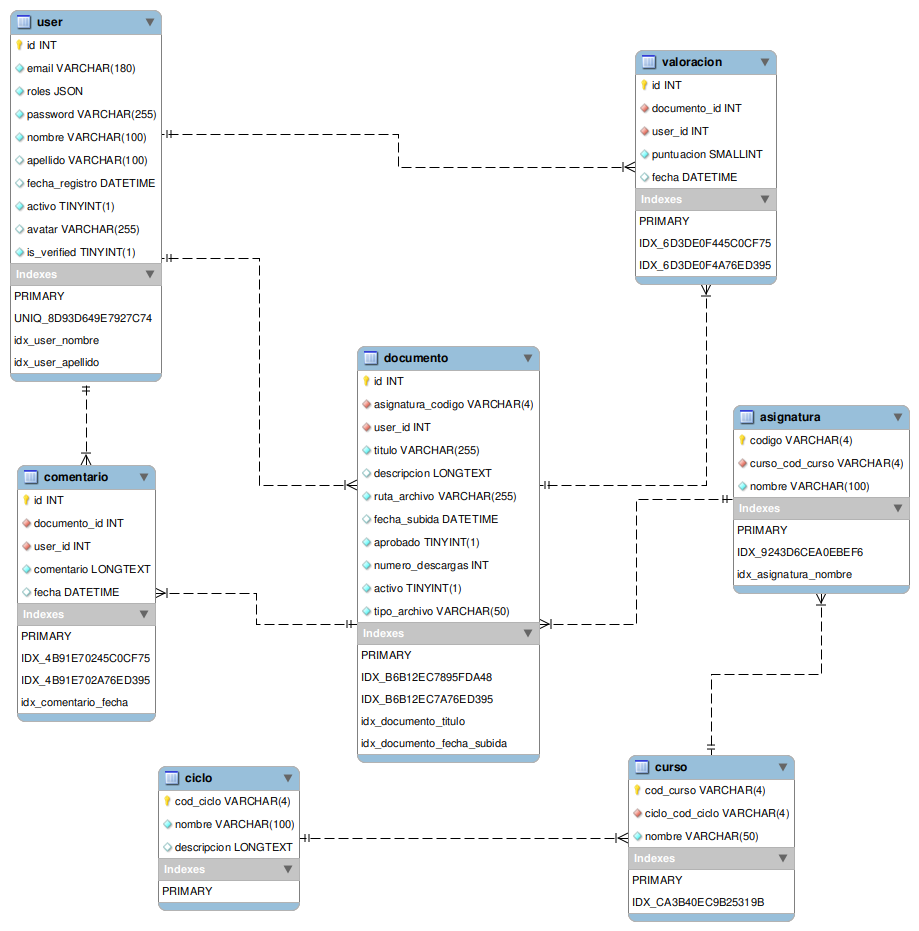 user
id INT
email VARCHAR(180)
roles JSON
password VARCHAR(255)
nombre VARCHAR(100)
apellido VARCHAR(100)
fecha_registro DATETIME
activo TINYINT(1)
avatar VARCHAR(255)
is_verified TINYINT(1)
Indexes
PRIMARY
UNIQ_8D93D649E7927C74
idx_user_nombre
idx_user_apellido
valoracion
id INT
documento_id INT
user_id INT
puntuacion SMALLINT
fecha DATETIME
Indexes
PRIMARY
IDX_6D3DE0F445C0CF75
IDX_6D3DE0F4A76ED395
documento
id INT
asignatura_codigo VARCHAR(4)
user_id INT
titulo VARCHAR(255)
descripcion LONGTEXT
ruta_archivo VARCHAR(255)
fecha_subida DATETIME
aprobado TINYINT(1)
numero_descargas INT
activo TINYINT(1)
tipo_archivo VARCHAR(50)
Indexes
PRIMARY
IDX_B6B12EC7895FDA48
IDX_B6B12EC7A76ED395
idx_documento_titulo
idx_documento_fecha_subida
asignatura
codigo VARCHAR(4)
curso_cod_curso VARCHAR(4)
nombre VARCHAR(100)
Indexes
PRIMARY
IDX_9243D6CEA0EBEF6
idx_asignatura_nombre
comentario
id INT
documento_id INT
user_id INT
comentario LONGTEXT
fecha DATETIME
Indexes
PRIMARY
IDX_4B91E70245C0CF75
IDX_4B91E702A76ED395
idx_comentario_fecha
ciclo
cod_ciclo VARCHAR(4)
nombre VARCHAR(100)
descripcion LONGTEXT
Indexes
PRIMARY
curso
cod_curso VARCHAR(4)
ciclo_cod_ciclo VARCHAR(4)
nombre VARCHAR(50)
Indexes
PRIMARY
IDX_CA3B40EC9B25319B